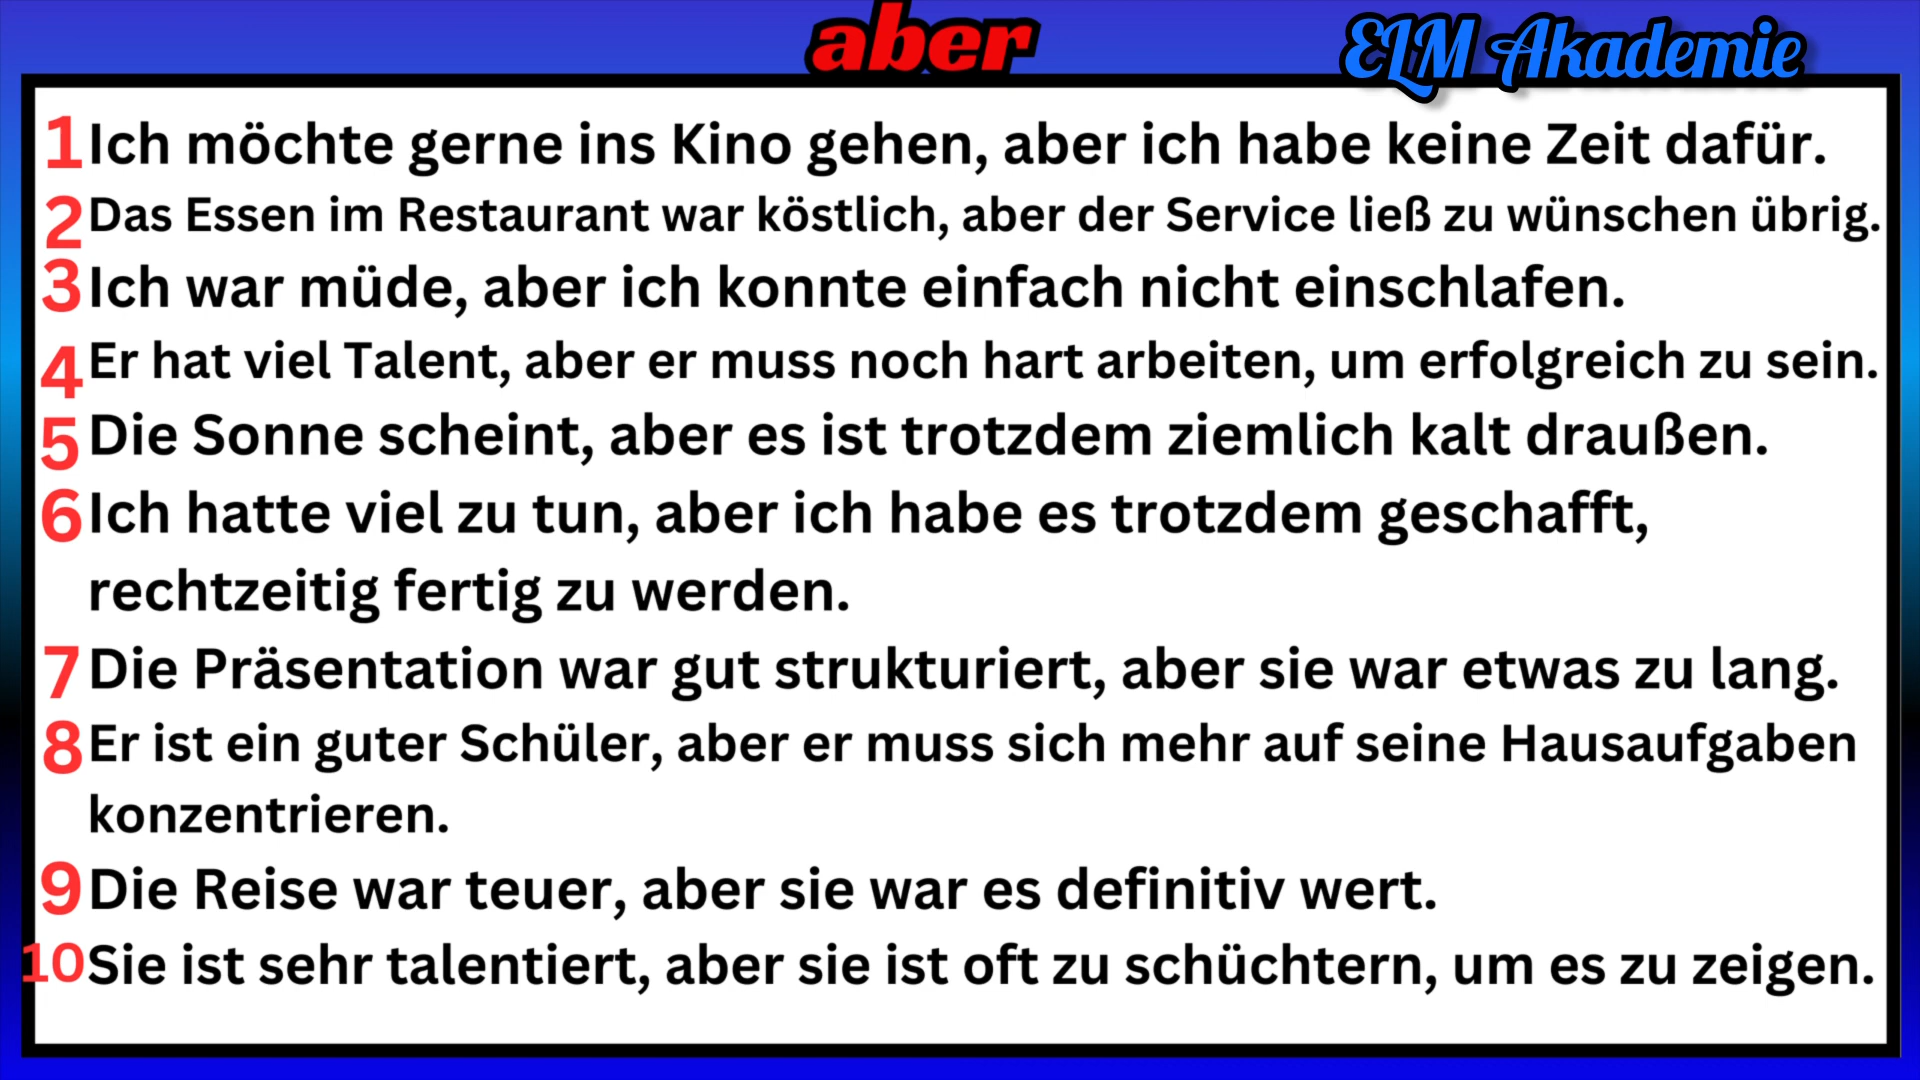 aber
ELM Akademie
1 Ich möchte gerne ins Kino gehen, aber ich habe keine Zeit dafür.
2 Das Essen im Restaurant war köstlich, aber der Service ließ zu wünschen übrig.
3 Ich war müde, aber ich konnte einfach nicht einschlafen.
4 Er hat viel Talent, aber er muss noch hart arbeiten, um erfolgreich zu sein.
5 Die Sonne scheint, aber es ist trotzdem ziemlich kalt draußen.
6 Ich hatte viel zu tun, aber ich habe es trotzdem geschafft,
rechtzeitig fertig zu werden.
7 Die Präsentation war gut strukturiert, aber sie war etwas zu lang.
8 Er ist ein guter Schüler, aber er muss sich mehr auf seine Hausaufgaben
konzentrieren.
9 Die Reise war teuer, aber sie war es definitiv wert.
10 Sie ist sehr talentiert, aber sie ist oft zu schüchtern, um es zu zeigen.